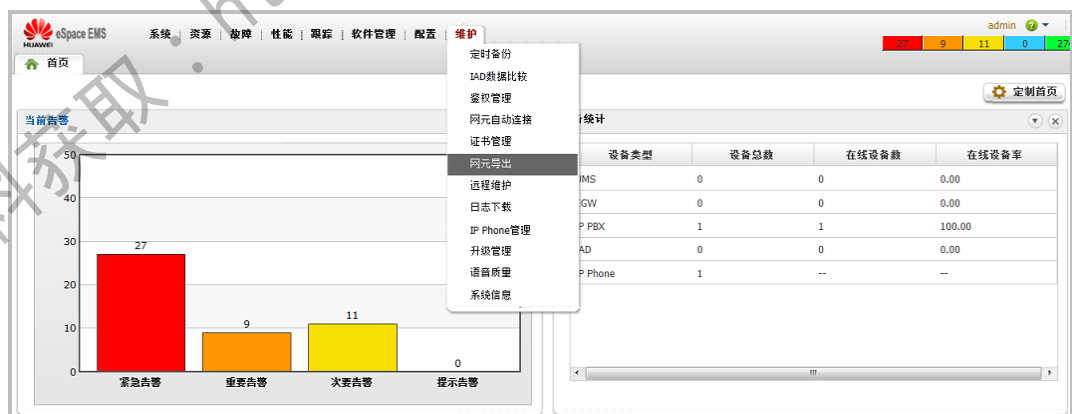 HUAWEI eSpace EMS
系统 | 资源 | 故障 | 性能 | 跟踪 | 软件管理 | 配置 | 维护
admin
27 9 11 0 27
首页
定制首页
定时备份
IAD数据比较
鉴权管理
网元自动连接
证书管理
网元导出
远程维护
日志下载
IP Phone管理
升级管理
语音质量
系统信息
当前告警
50
40
30
20
10
0
27
9
11
0
紧急告警 重要告警 次要告警 提示告警
统计
设备类型 设备总数 在线设备数 在线设备率
MS 0 0 0.00
GW 0 0 0.00
P PBX 1 1 100.00
AD 0 0 0.00
P Phone 1 -- --